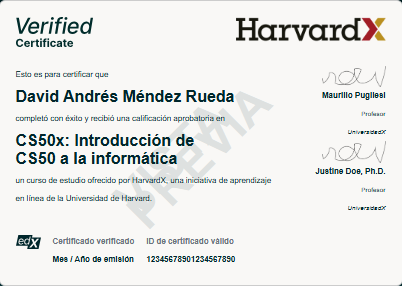 Verified
Certificate
HarvardX
Esto es para certificar que
David Andrés Méndez Rueda
completó con éxito y recibió una calificación aprobatoria en
CS50x: Introducción de
CS50 a la informática
un curso de estudio ofrecido por HarvardX, una iniciativa de aprendizaje
en línea de la Universidad de Harvard.
VISTA
PREVIA
Maurilio Pugliesi
Profesor
UniversidadX
Justine Doe, Ph.D.
Profesor
UniversidadX
edX
Certificado verificado
Mes / Año de emisión
ID de certificado válido
12345678901234567890